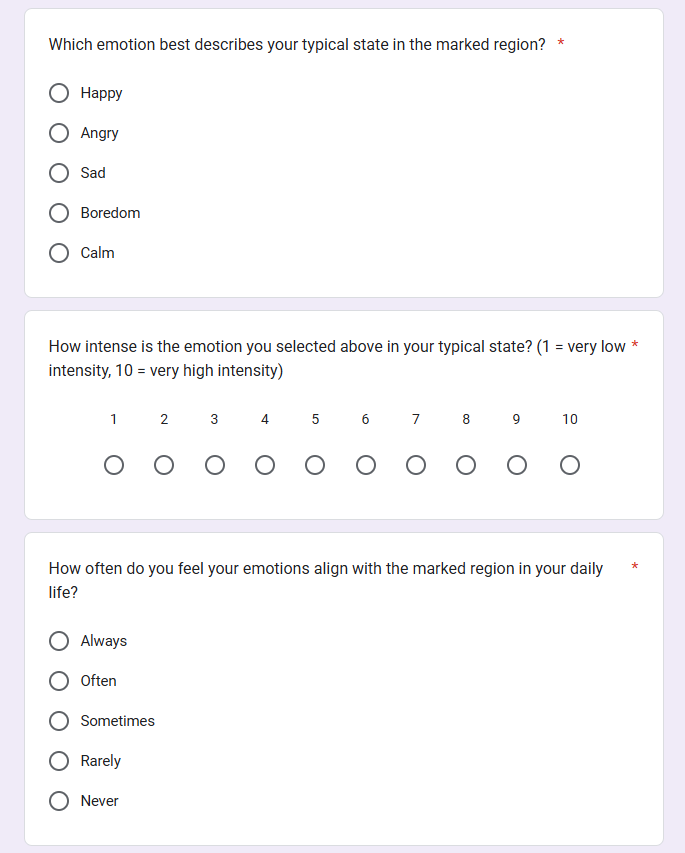 Which emotion best describes your typical state in the marked region? *
Happy
Angry
Sad
Boredom
Calm
How intense is the emotion you selected above in your typical state? (1 = very low *
intensity, 10 = very high intensity)
1 2 3 4 5 6 7 8 9 10
How often do you feel your emotions align with the marked region in your daily *
life?
Always
Often
Sometimes
Rarely
Never